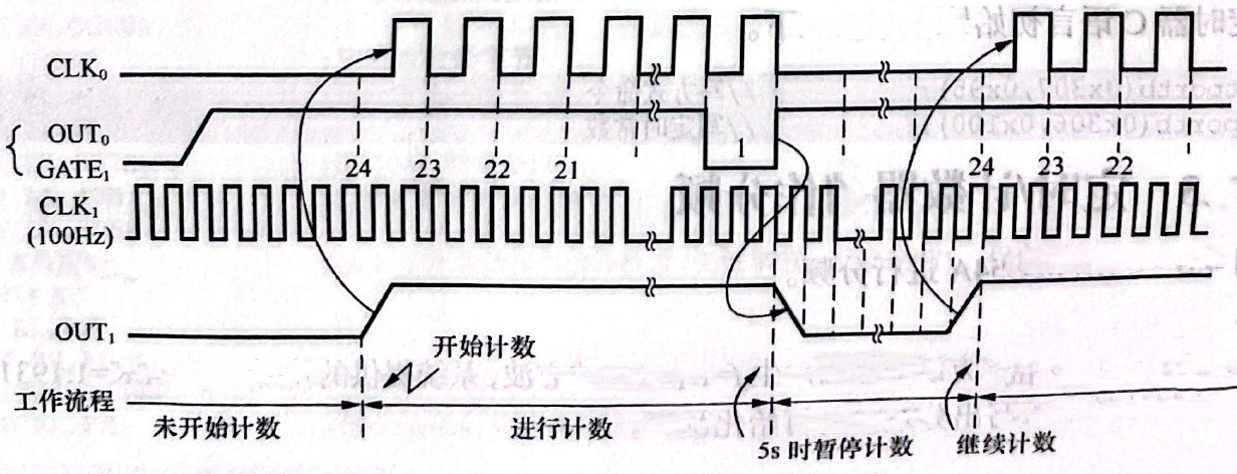 CLK₀
OUT₀
GATE₁
24 23 22 21 1 24 23 22
CLK₁
(100Hz)
OUT₁
开始计数
工作流程
未开始计数 进行计数 5s 时暂停计数 继续计数